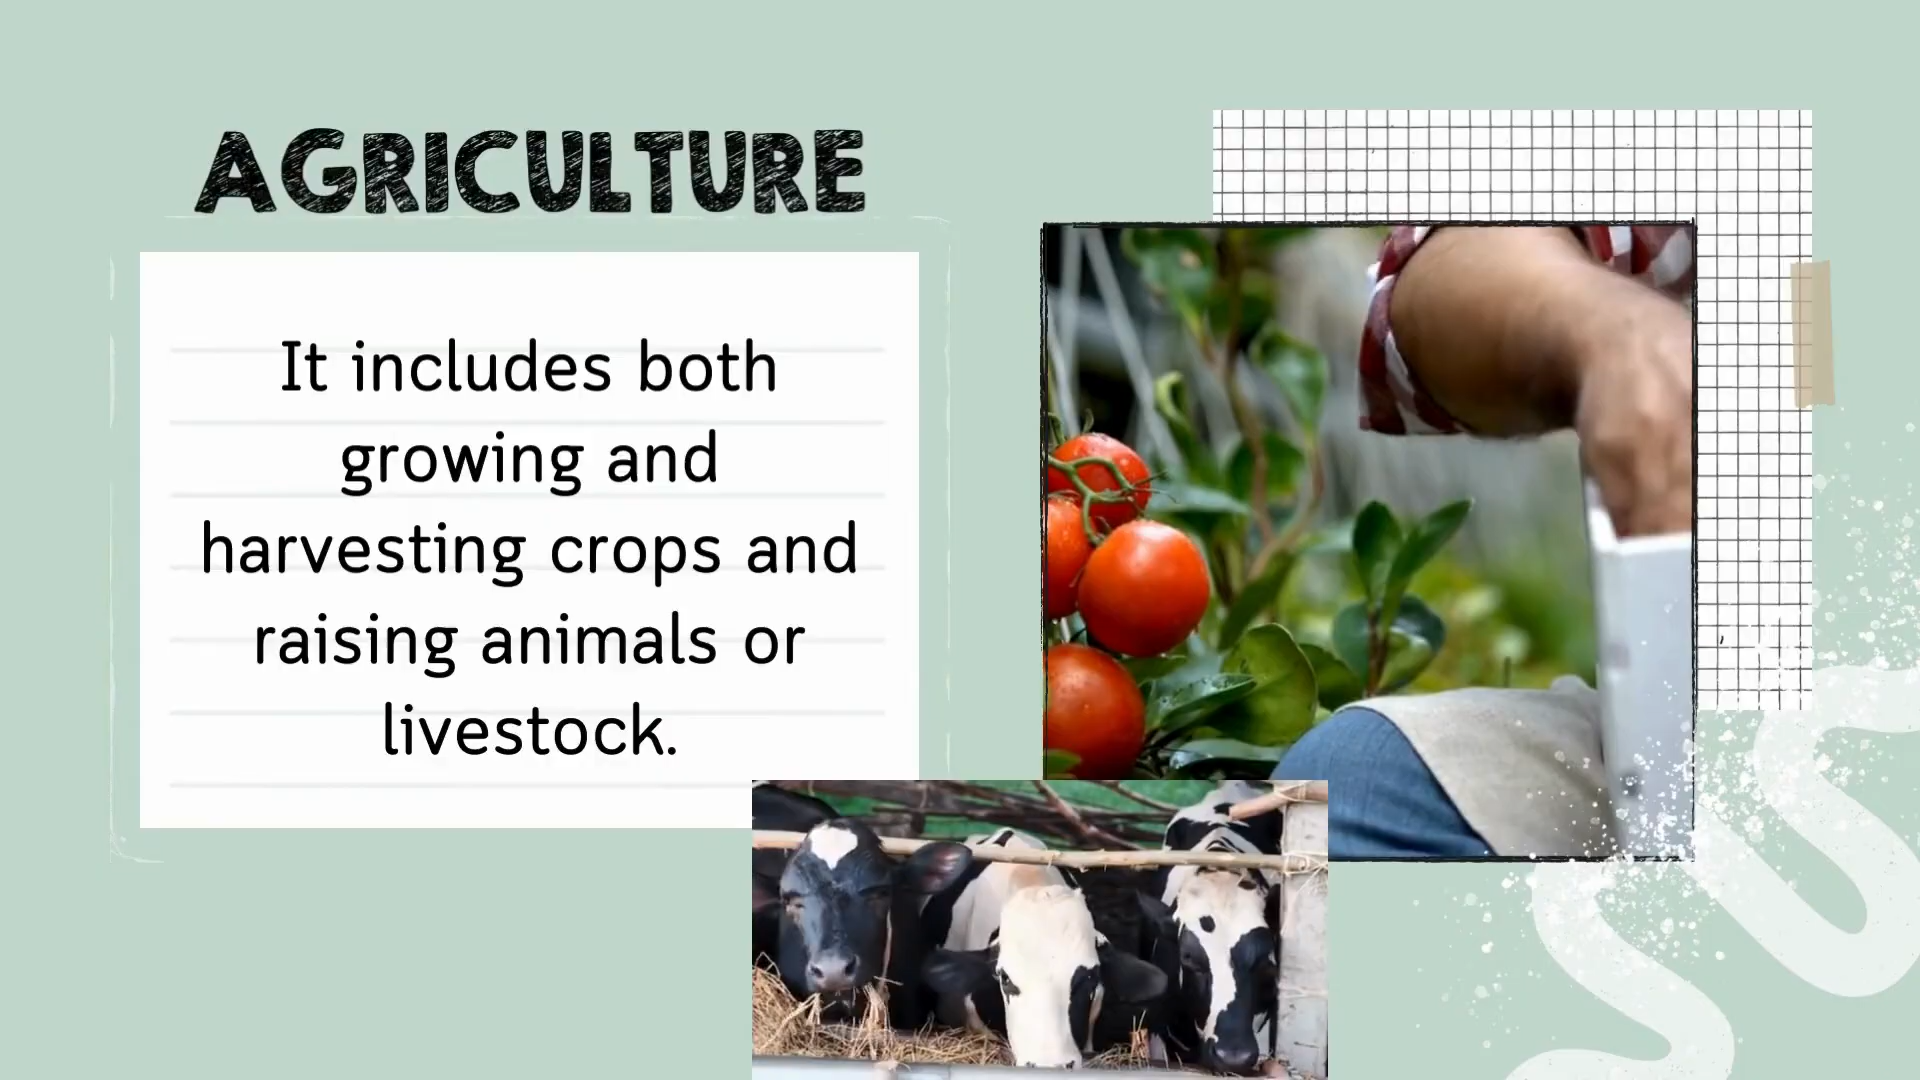 AGRICULTURE
It includes both
growing and
harvesting crops and
raising animals or
livestock.